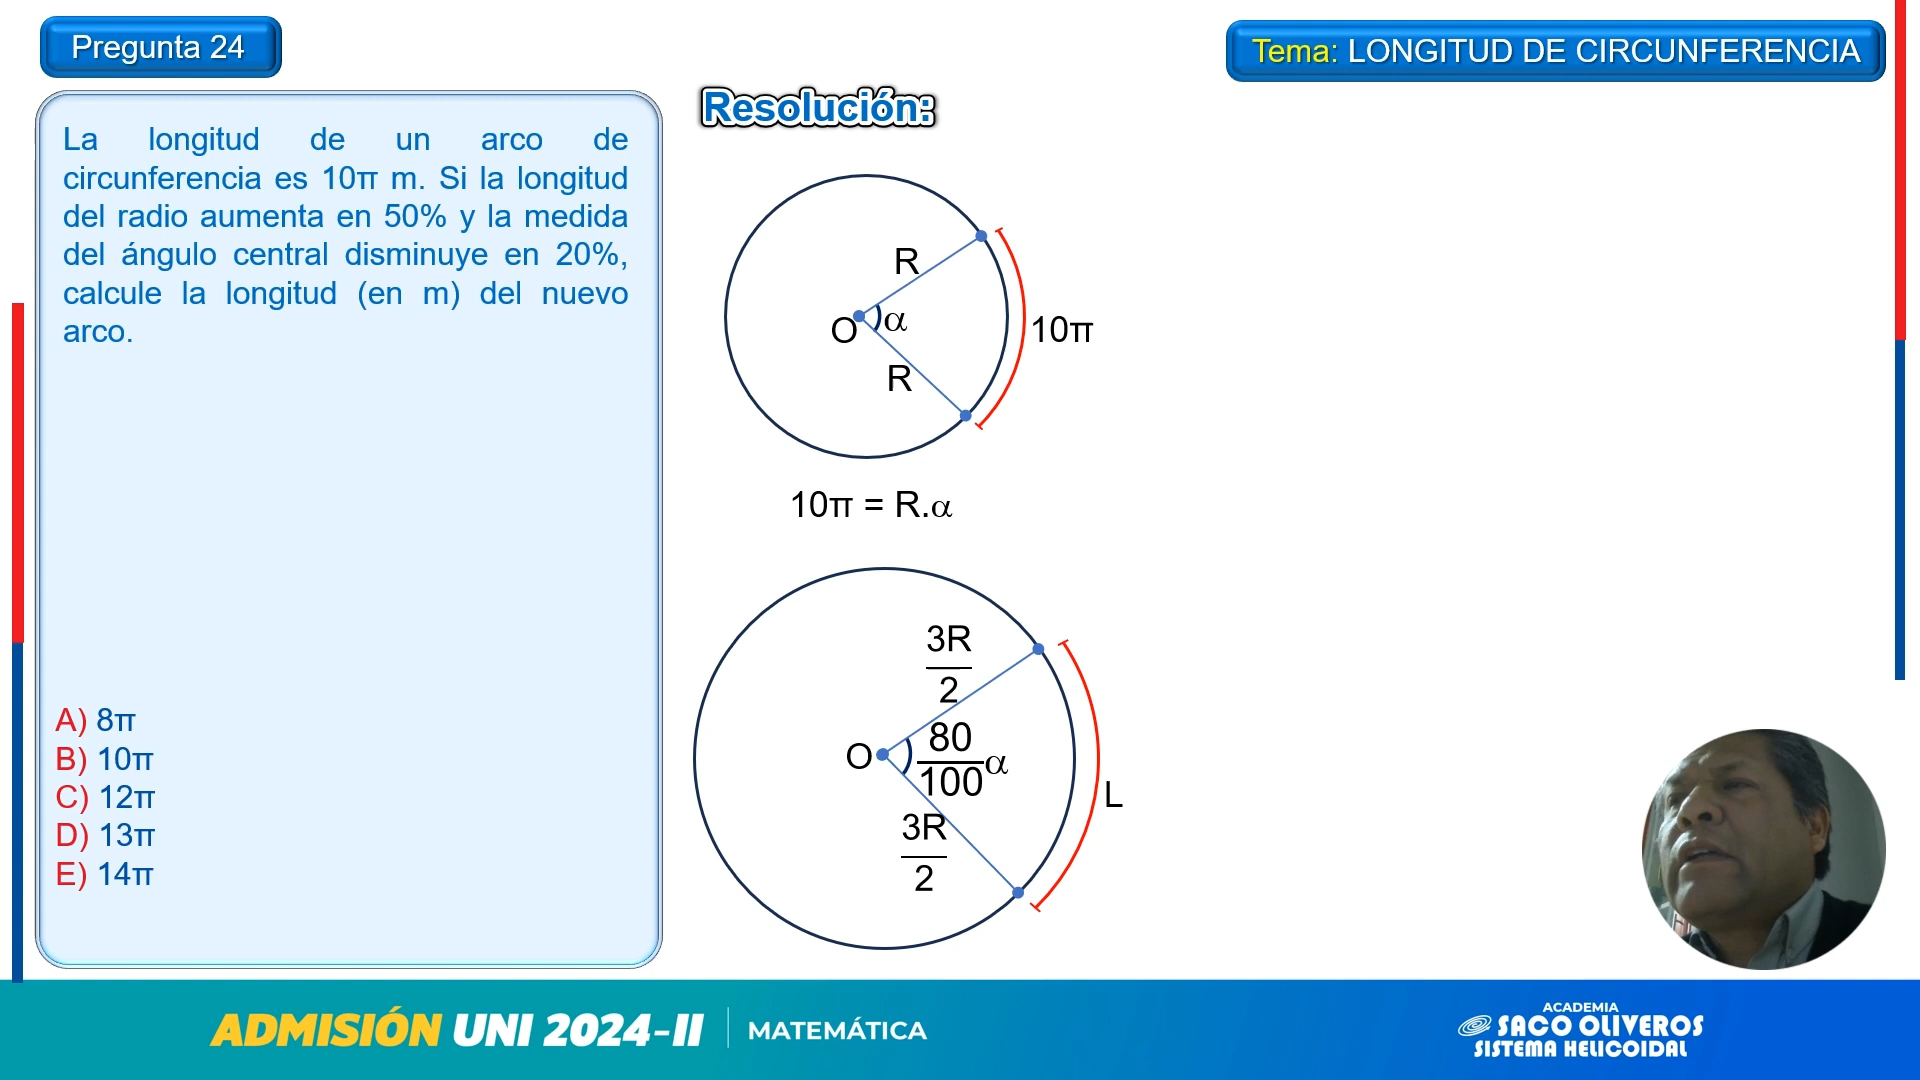 Pregunta 24
Tema: LONGITUD DE CIRCUNFERENCIA
La longitud de un arco de
circunferencia es 10π m. Si la longitud
del radio aumenta en 50% y la medida
del ángulo central disminuye en 20%,
calcule la longitud (en m) del nuevo
arco.
A) 8π
B) 10π
C) 12π
D) 13π
E) 14π
Resolución:
R
O
α
10π
R
10π = R.α
3R
2
O
80
100
α
L
3R
2
ADMISIÓN UNI 2024-II
MATEMÁTICA
ACADEMIA
SACO OLIVEROS
SISTEMA HELICOIDAL